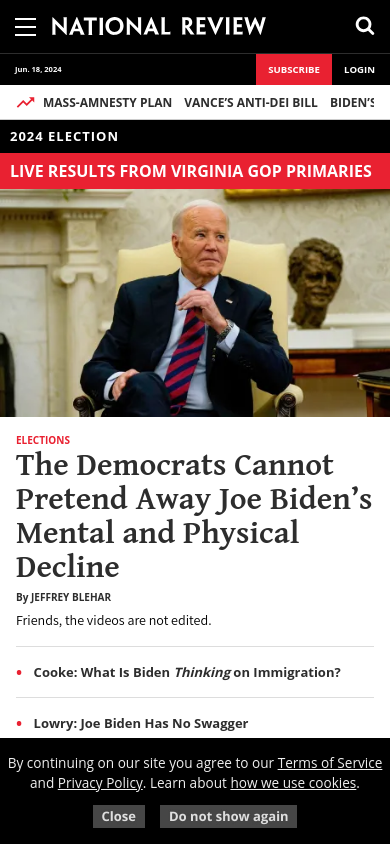 NATIONAL REVIEW
Jun. 18, 2024
SUBSCRIBE
LOGIN
MASS-AMNESTY PLAN VANCE'S ANTI-DEI BILL BIDEN'S
2024 ELECTION
LIVE RESULTS FROM VIRGINIA GOP PRIMARIES
ELECTIONS
The Democrats Cannot
Pretend Away Joe Biden's
Mental and Physical
Decline
By JEFFREY BLEHAR
Friends, the videos are not edited.
• Cooke: What Is Biden Thinking on Immigration?
• Lowry: Joe Biden Has No Swagger
By continuing on our site you agree to our Terms of Service
and Privacy Policy. Learn about how we use cookies.
Close
Do not show again